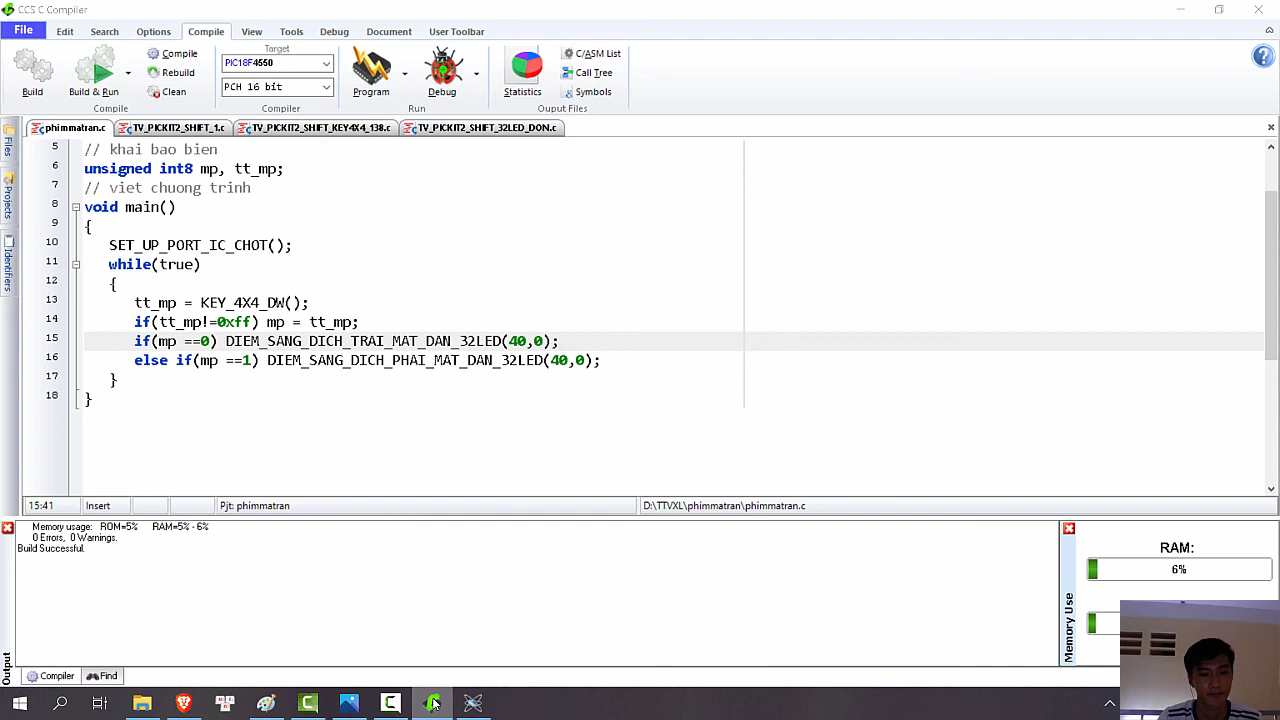 CCS C Compiler
File Edit Search Options Compile View Tools Debug Document User Toolbar
Target
PIC18F4550
PCH 16 bit
Build
Build & Run
Compile
Rebuild
Clean
Program
Debug
Statistics
C/ASM List
Call Tree
Symbols
Compile
Compiler
Run
Ouput Files
phimmatran.c TV_PICKIT2_SHIFT_1.c TV_PICKIT2_SHIFT_KEY4X4_138.c TV_PICKIT2_SHIFT_32LED_DON.c
Files
Projects
Identifiers
5 // khai bao bien
6 unsigned int8 mp, tt_mp;
7 // viet chuong trinh
8 void main()
9 {
10 SET_UP_PORT_IC_CHOT();
11 while(true)
12 {
13 tt_mp = KEY_4X4_DW();
14 if(tt_mp!=0xff) mp = tt_mp;
15 if(mp ==0) DIEM_SANG_DICH_TRAI_MAT_DAN_32LED(40,0);
16 else if(mp ==1) DIEM_SANG_DICH_PHAI_MAT_DAN_32LED(40,0);
17 }
18 }
15:41 Insert Pjt: phimmatran D:\TTVXL\phimmatran\phimmatran.c
Memory usage: ROM=5% RAM=5% - 6%
0 Errors, 0 Warnings.
Build Successful.
Output
Compiler Find
Memory Use
RAM:
6%